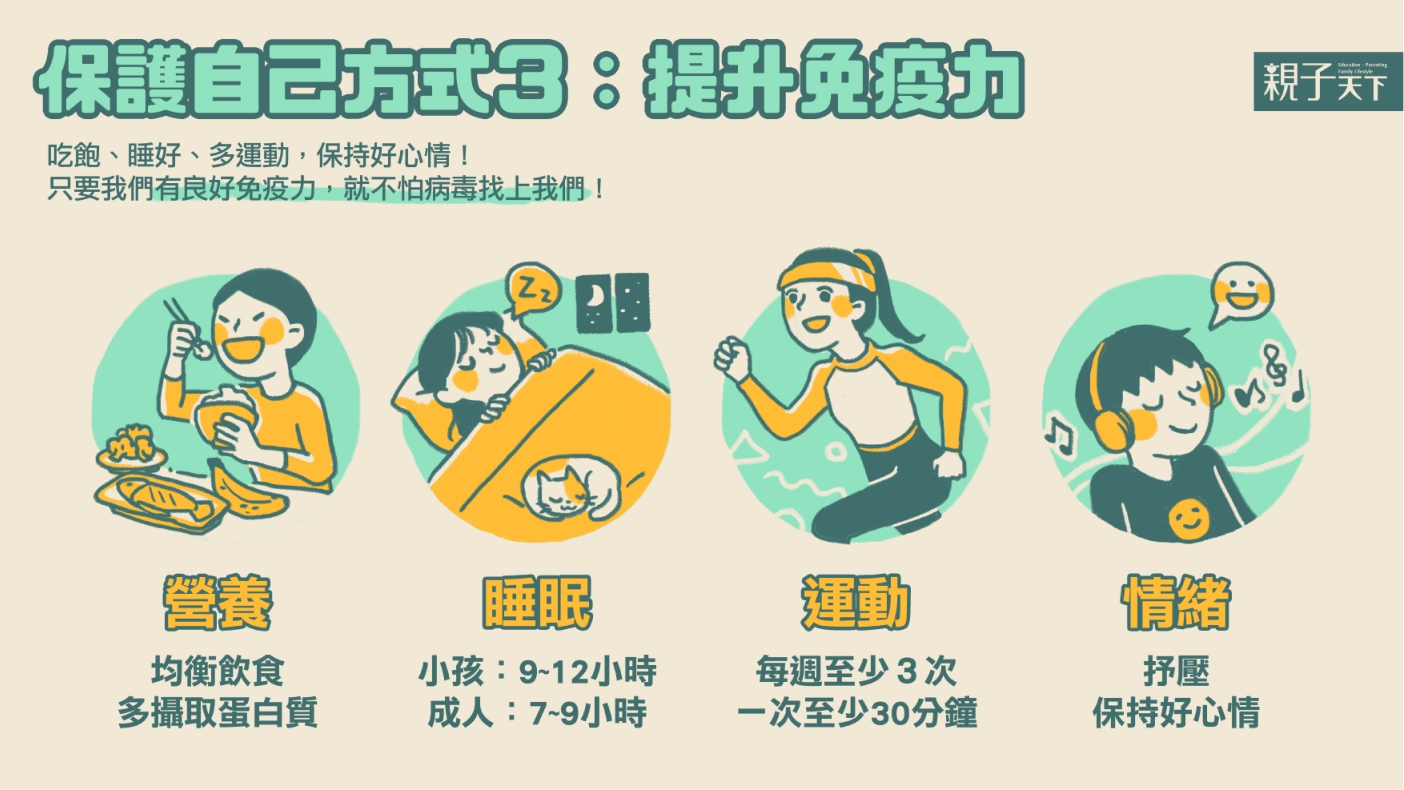 保護自己方式3：提升免疫力
親子天下
Education · Parenting
Family Lifestyle
吃飽、睡好、多運動，保持好心情！
只要我們有良好免疫力，就不怕病毒找上我們！
Zz
營養
均衡飲食
多攝取蛋白質
睡眠
小孩：9~12小時
成人：7~9小時
運動
每週至少３次
一次至少30分鐘
情緒
抒壓
保持好心情